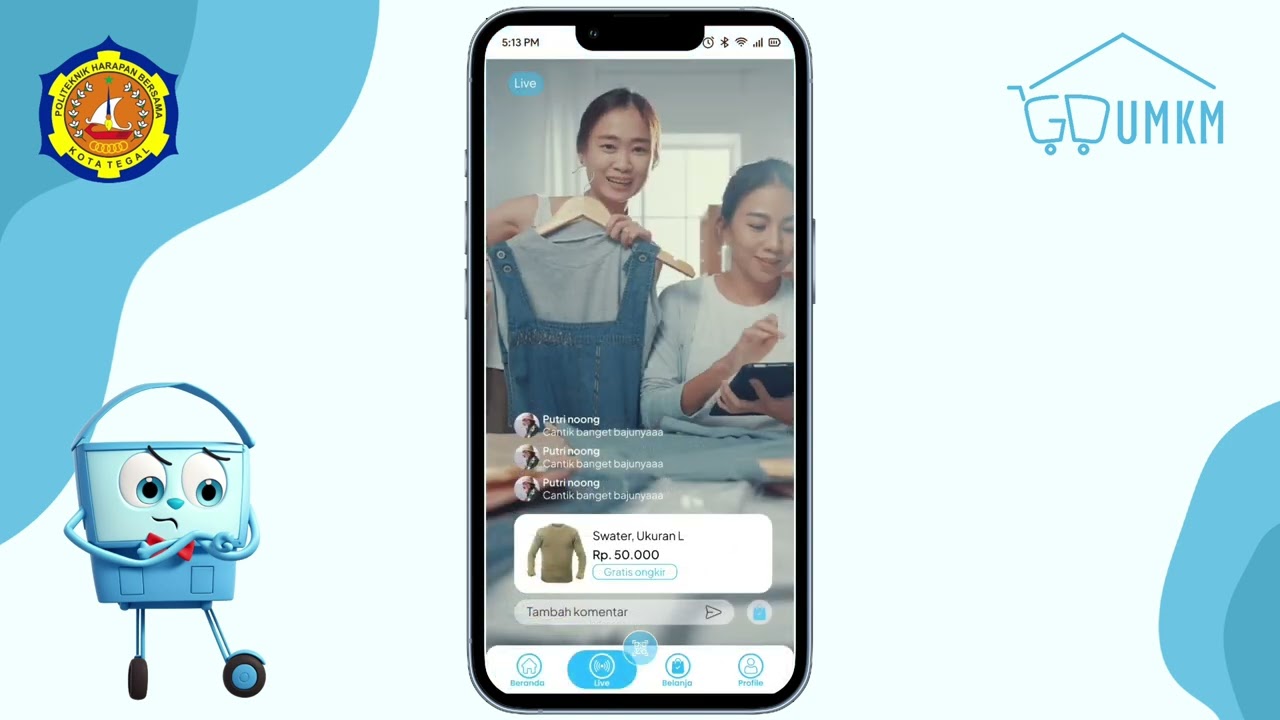 POLITEKNIK HARAPAN BERSAMA
KOTA TEGAL
GOUMKM
5:13 PM
Live
Putri noong
Cantik banget bajunyaaa
Putri noong
Cantik banget bajunyaaa
Putri noong
Cantik banget bajunyaaa
Swater, Ukuran L
Rp. 50.000
Gratis ongkir
Tambah komentar
Beranda
Live
Belanja
Profile